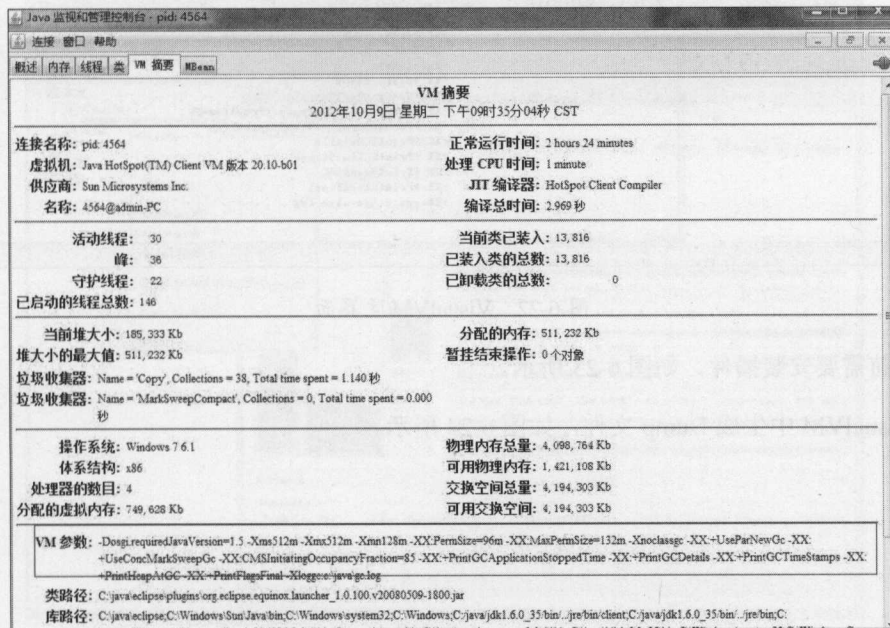 Java 监视和管理控制台 - pid: 4564
连接 窗口 帮助
概述 内存 线程 类 VM 摘要 MBean
VM 摘要
2012年10月9日 星期二 下午09时35分04秒 CST
连接名称: pid: 4564
正常运行时间: 2 hours 24 minutes
虚拟机: Java HotSpot(TM) Client VM 版本 20.10-b01
处理 CPU 时间: 1 minute
供应商: Sun Microsystems Inc.
JIT 编译器: HotSpot Client Compiler
名称: 4564@admin-PC
编译总时间: 2.969 秒
活动线程: 30
当前类已装入: 13,816
峰: 36
已装入类的总数: 13,816
守护线程: 22
已卸载类的总数: 0
已启动的线程总数: 146
当前堆大小: 185,333 Kb
分配的内存: 511,232 Kb
堆大小的最大值: 511,232 Kb
暂挂结束操作: 0 个对象
垃圾收集器: Name = 'Copy', Collections = 38, Total time spent = 1.140 秒
垃圾收集器: Name = 'MarkSweepCompact', Collections = 0, Total time spent = 0.000
秒
操作系统: Windows 7 6.1
物理内存总量: 4,098,764 Kb
体系结构: x86
可用物理内存: 1,421,108 Kb
处理器的数目: 4
交换空间总量: 4,194,303 Kb
分配的虚拟内存: 749,628 Kb
可用交换空间: 4,194,303 Kb
VM 参数: -Dosgi.requiredJavaVersion=1.5 -Xms512m -Xmx512m -Xmn128m -XX:PermSize=96m -XX:MaxPermSize=132m -Xnoclassgc -XX:+UseParNewGc -XX:
+UseConcMarkSweepGc -XX:CMSInitiatingOccupancyFraction=85 -XX:+PrintGCApplicationStoppedTime -XX:+PrintGCDetails -XX:+PrintGCTimeStamps -XX:
+PrintHeapAtGC -XX:+PrintFlagsFinal -Xloggc:c:\java\gc.log
类路径: C:\java\eclipse\plugins\org.eclipse.equinox.launcher_1.0.100.v20080509-1800.jar
库路径: C:\java\eclipse;C:\Windows\Sun\Java\bin;C:\Windows\system32;C:\Windows;C:/java/jdk1.6.0_35/bin/../jre/bin/client;C:/java/jdk1.6.0_35/bin/../jre/bin;C: